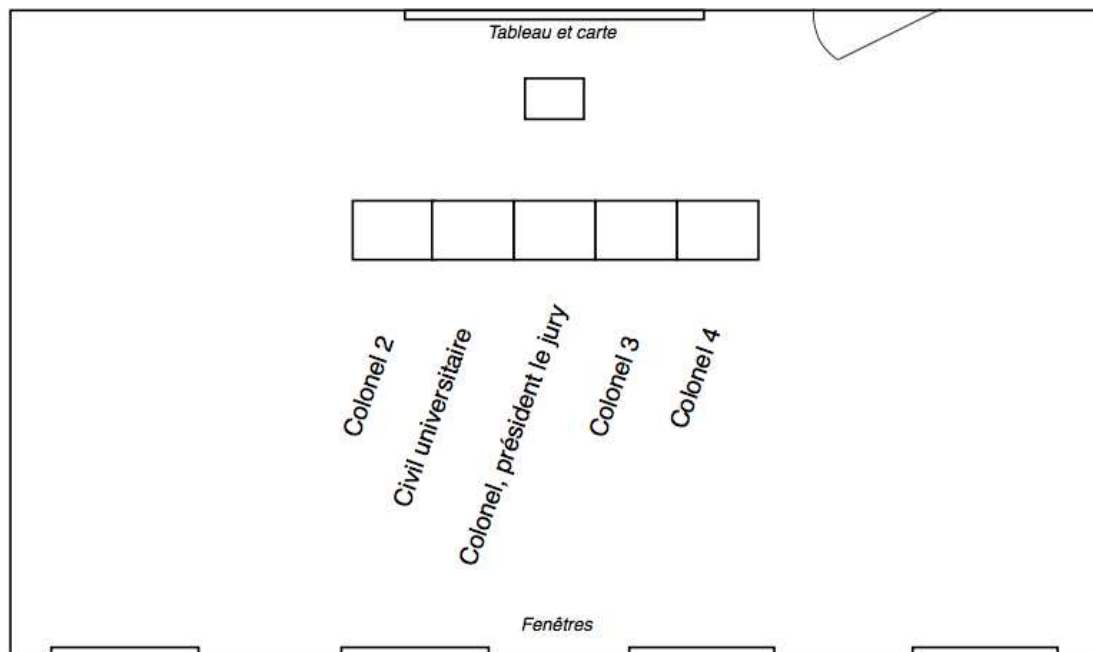 Tableau et carte
Colonel 2
Civil universitaire
Colonel, président le jury
Colonel 3
Colonel 4
Fenêtres